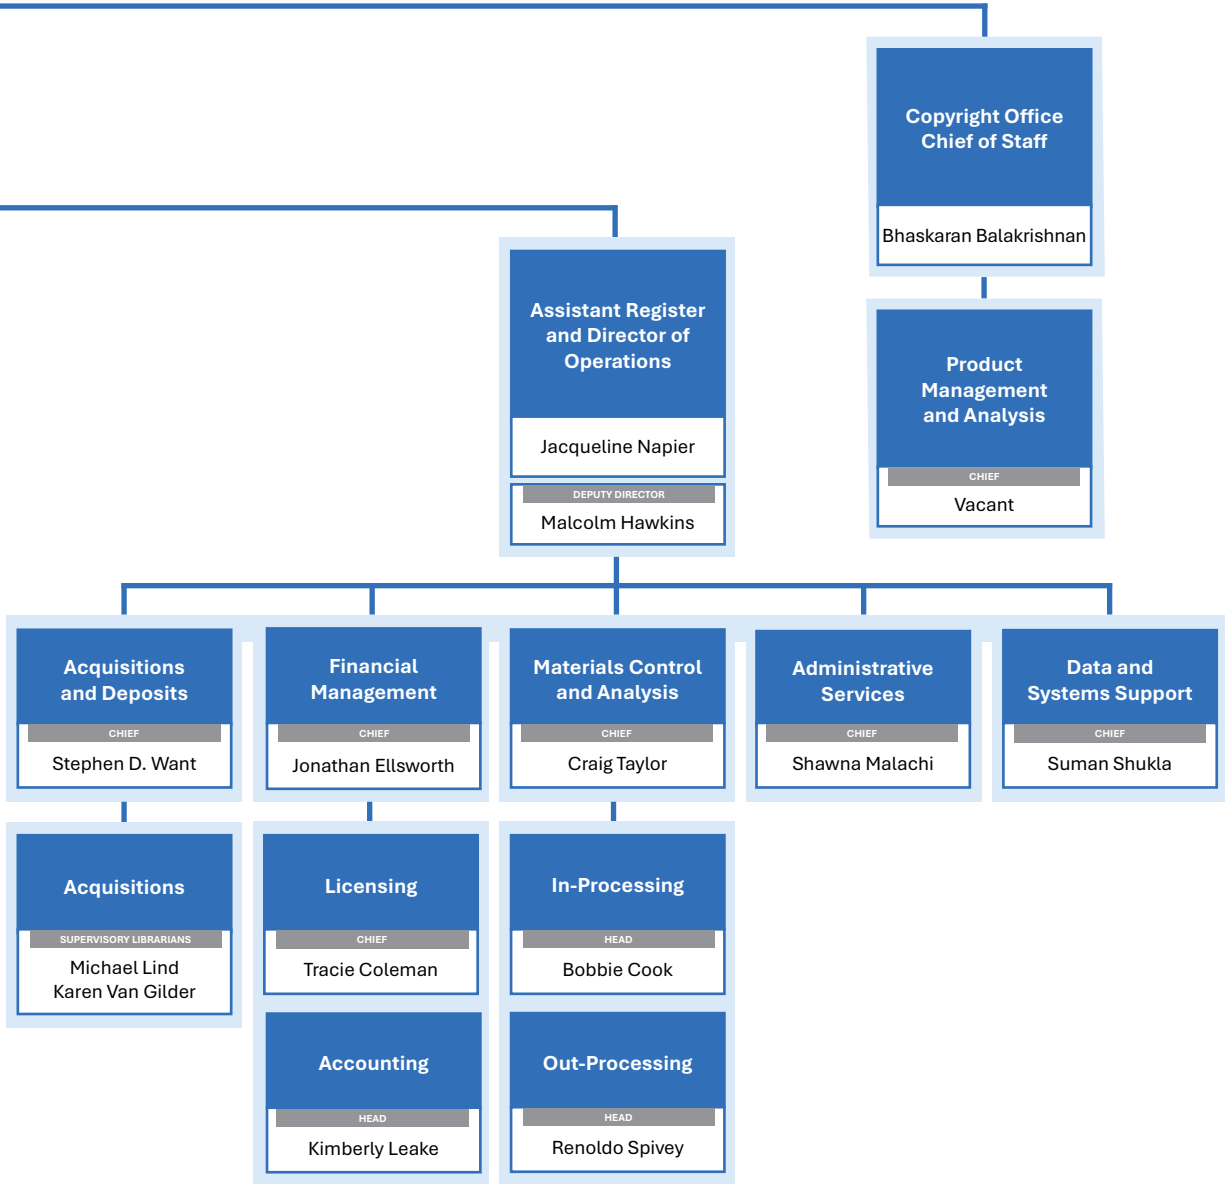 Copyright Office
Chief of Staff
Bhaskaran Balakrishnan
Product
Management
and Analysis
CHIEF
Vacant
Assistant Register
and Director of
Operations
Jacqueline Napier
DEPUTY DIRECTOR
Malcolm Hawkins
Acquisitions
and Deposits
CHIEF
Stephen D. Want
Acquisitions
SUPERVISORY LIBRARIANS
Michael Lind
Karen Van Gilder
Financial
Management
CHIEF
Jonathan Ellsworth
Licensing
CHIEF
Tracie Coleman
Accounting
HEAD
Kimberly Leake
Materials Control
and Analysis
CHIEF
Craig Taylor
In-Processing
HEAD
Bobbie Cook
Out-Processing
HEAD
Renoldo Spivey
Administrative
Services
CHIEF
Shawna Malachi
Data and
Systems Support
CHIEF
Suman Shukla